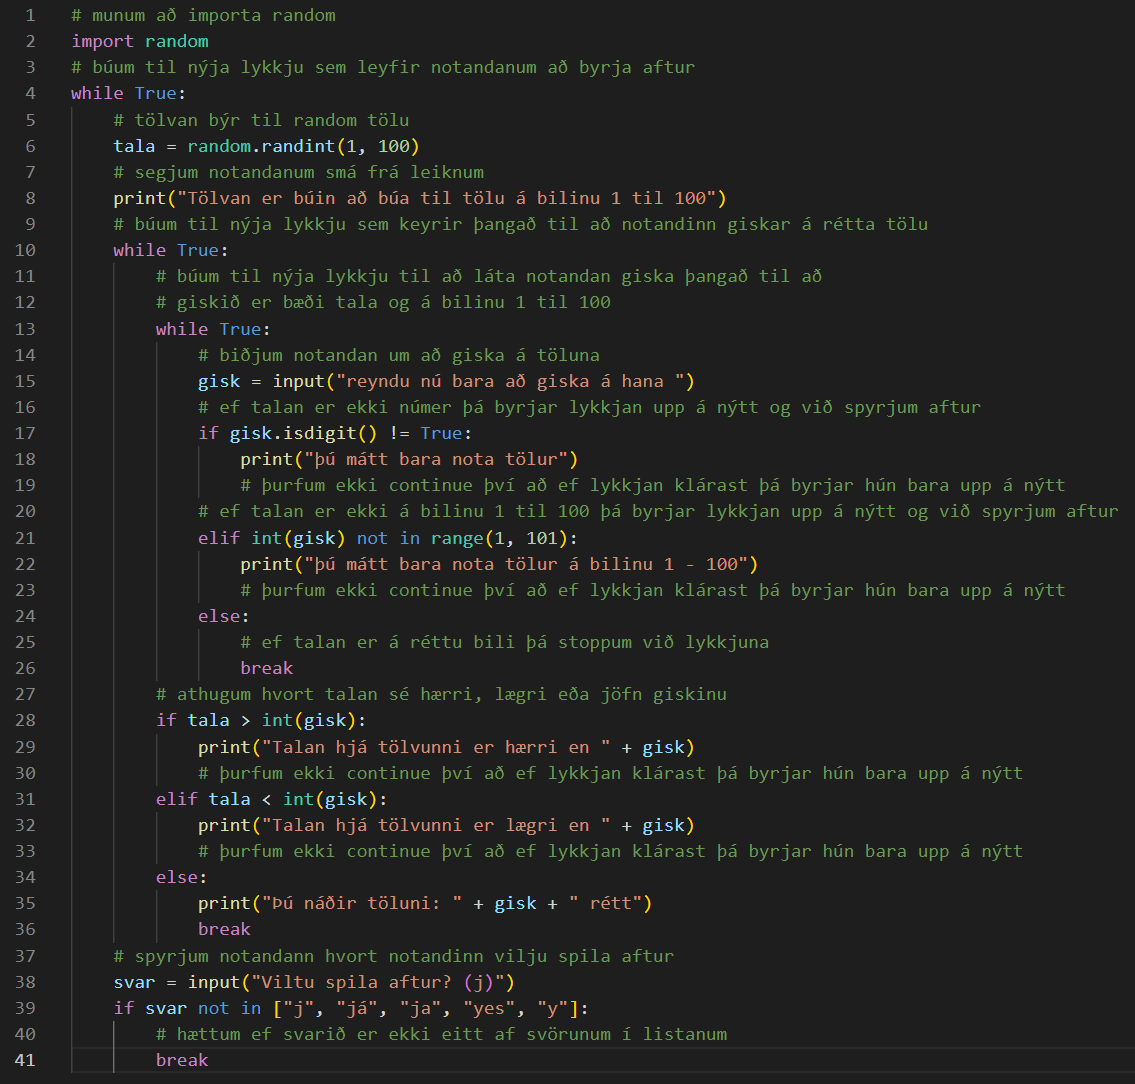 1 # munum að importa random
2 import random
3 # búum til nýja lykkju sem leyfir notandanum að byrja aftur
4 while True:
5     # tölvan býr til random tölu
6     tala = random.randint(1, 100)
7     # segjum notandanum smá frá leiknum
8     print("Tölvan er búin að búa til tölu á bilinu 1 til 100")
9     # búum til nýja lykkju sem keyrir þangað til að notandinn giskar á rétta tölu
10     while True:
11         # búum til nýja lykkju til að láta notandan giska þangað til að
12         # giskið er bæði tala og á bilinu 1 til 100
13         while True:
14             # biðjum notandan um að giska á töluna
15             gisk = input("reyndu nú bara að giska á hana ")
16             # ef talan er ekki númer þá byrjar lykkjan upp á nýtt og við spyrjum aftur
17             if gisk.isdigit() != True:
18                 print("þú mátt bara nota tölur")
19                 # þurfum ekki continue því að ef lykkjan klárast þá byrjar hún bara upp á nýtt
20             # ef talan er ekki á bilinu 1 til 100 þá byrjar lykkjan upp á nýtt og við spyrjum aftur
21             elif int(gisk) not in range(1, 101):
22                 print("þú mátt bara nota tölur á bilinu 1 - 100")
23                 # þurfum ekki continue því að ef lykkjan klárast þá byrjar hún bara upp á nýtt
24             else:
25                 # ef talan er á réttu bili þá stoppum við lykkjuna
26                 break
27         # athugum hvort talan sé hærri, lægri eða jöfn giskinu
28         if tala > int(gisk):
29             print("Talan hjá tölvunni er hærri en " + gisk)
30             # þurfum ekki continue því að ef lykkjan klárast þá byrjar hún bara upp á nýtt
31         elif tala < int(gisk):
32             print("Talan hjá tölvunni er lægri en " + gisk)
33             # þurfum ekki continue því að ef lykkjan klárast þá byrjar hún bara upp á nýtt
34         else:
35             print("Þú náðir töluni: " + gisk + " rétt")
36             break
37     # spyrjum notandann hvort notandinn vilju spila aftur
38     svar = input("Viltu spila aftur? (j)")
39     if svar not in ["j", "já", "ja", "yes", "y"]:
40         # hættum ef svarið er ekki eitt af svörunum í listanum
41         break